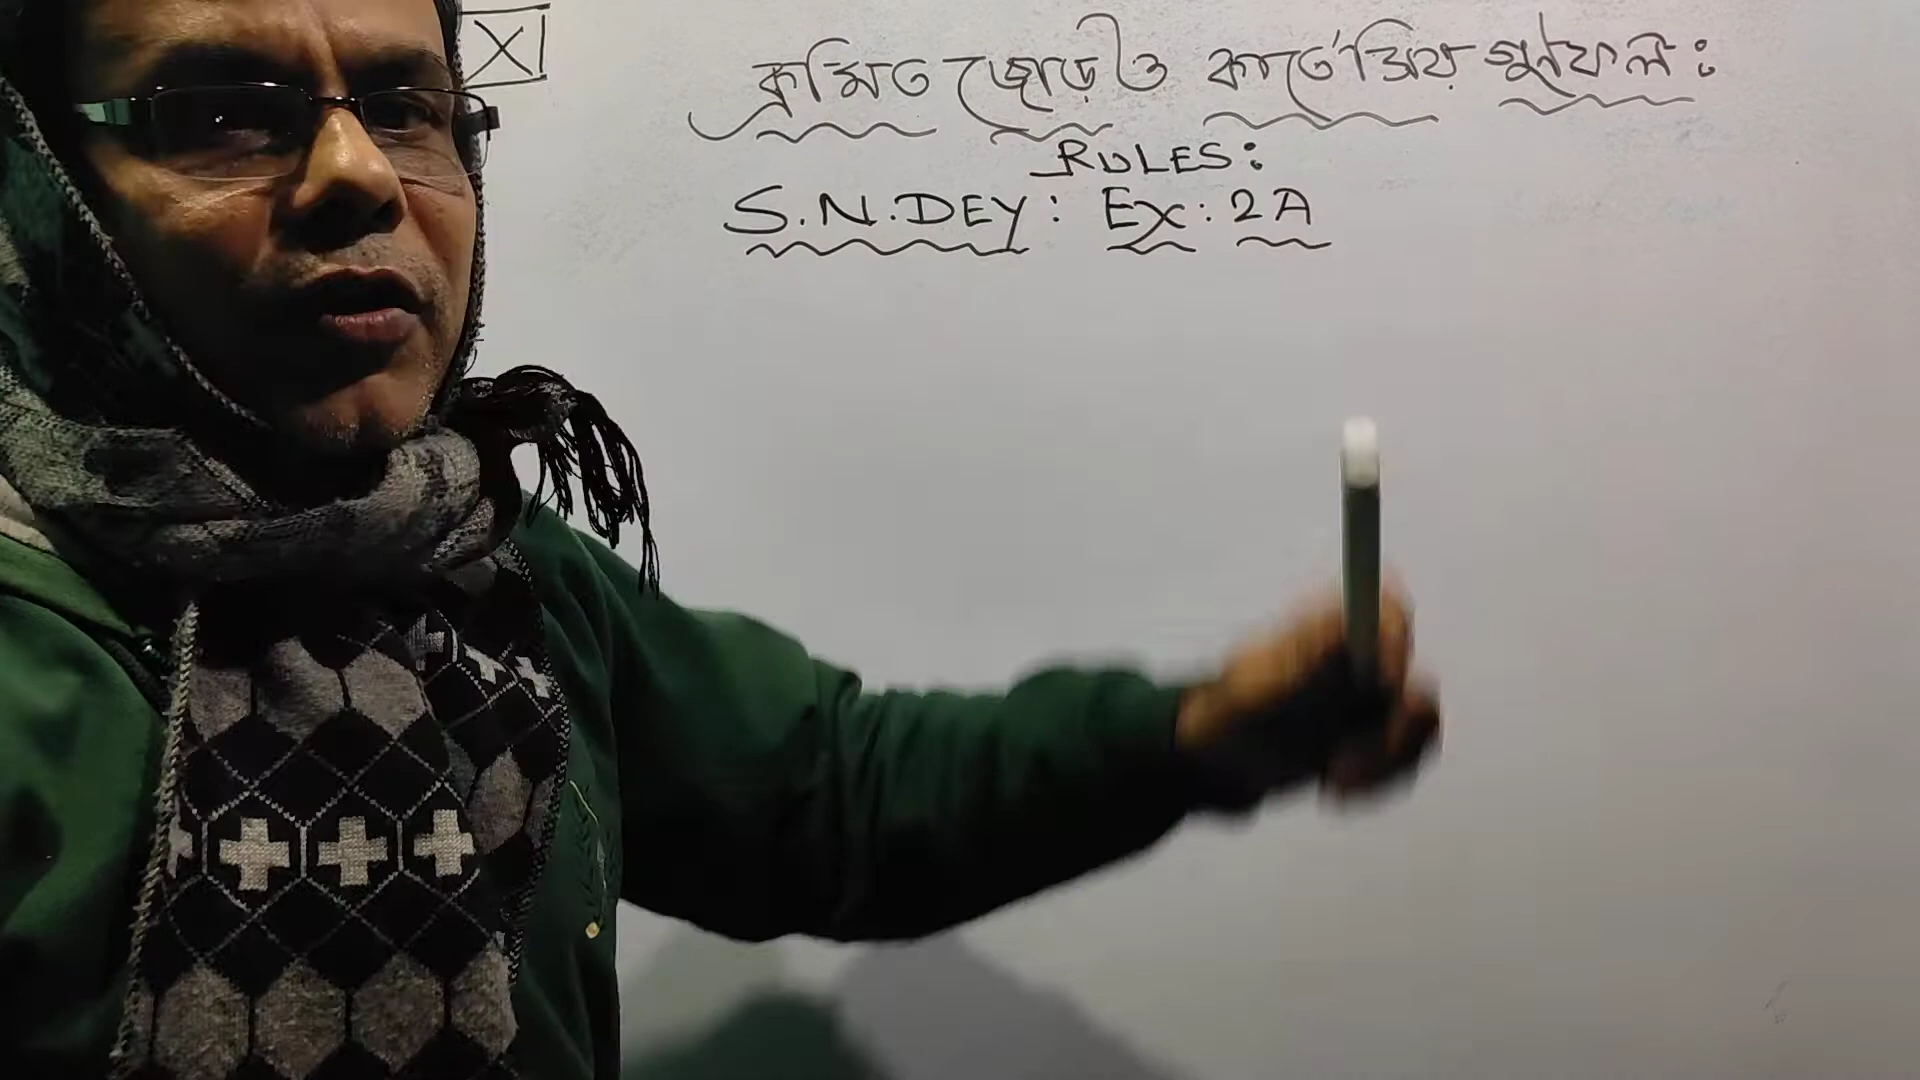 XI
ক্রমিত জোড় ও কার্তেসিয় গুণফল :
RULES :
S.N.DEY : Ex : 2A